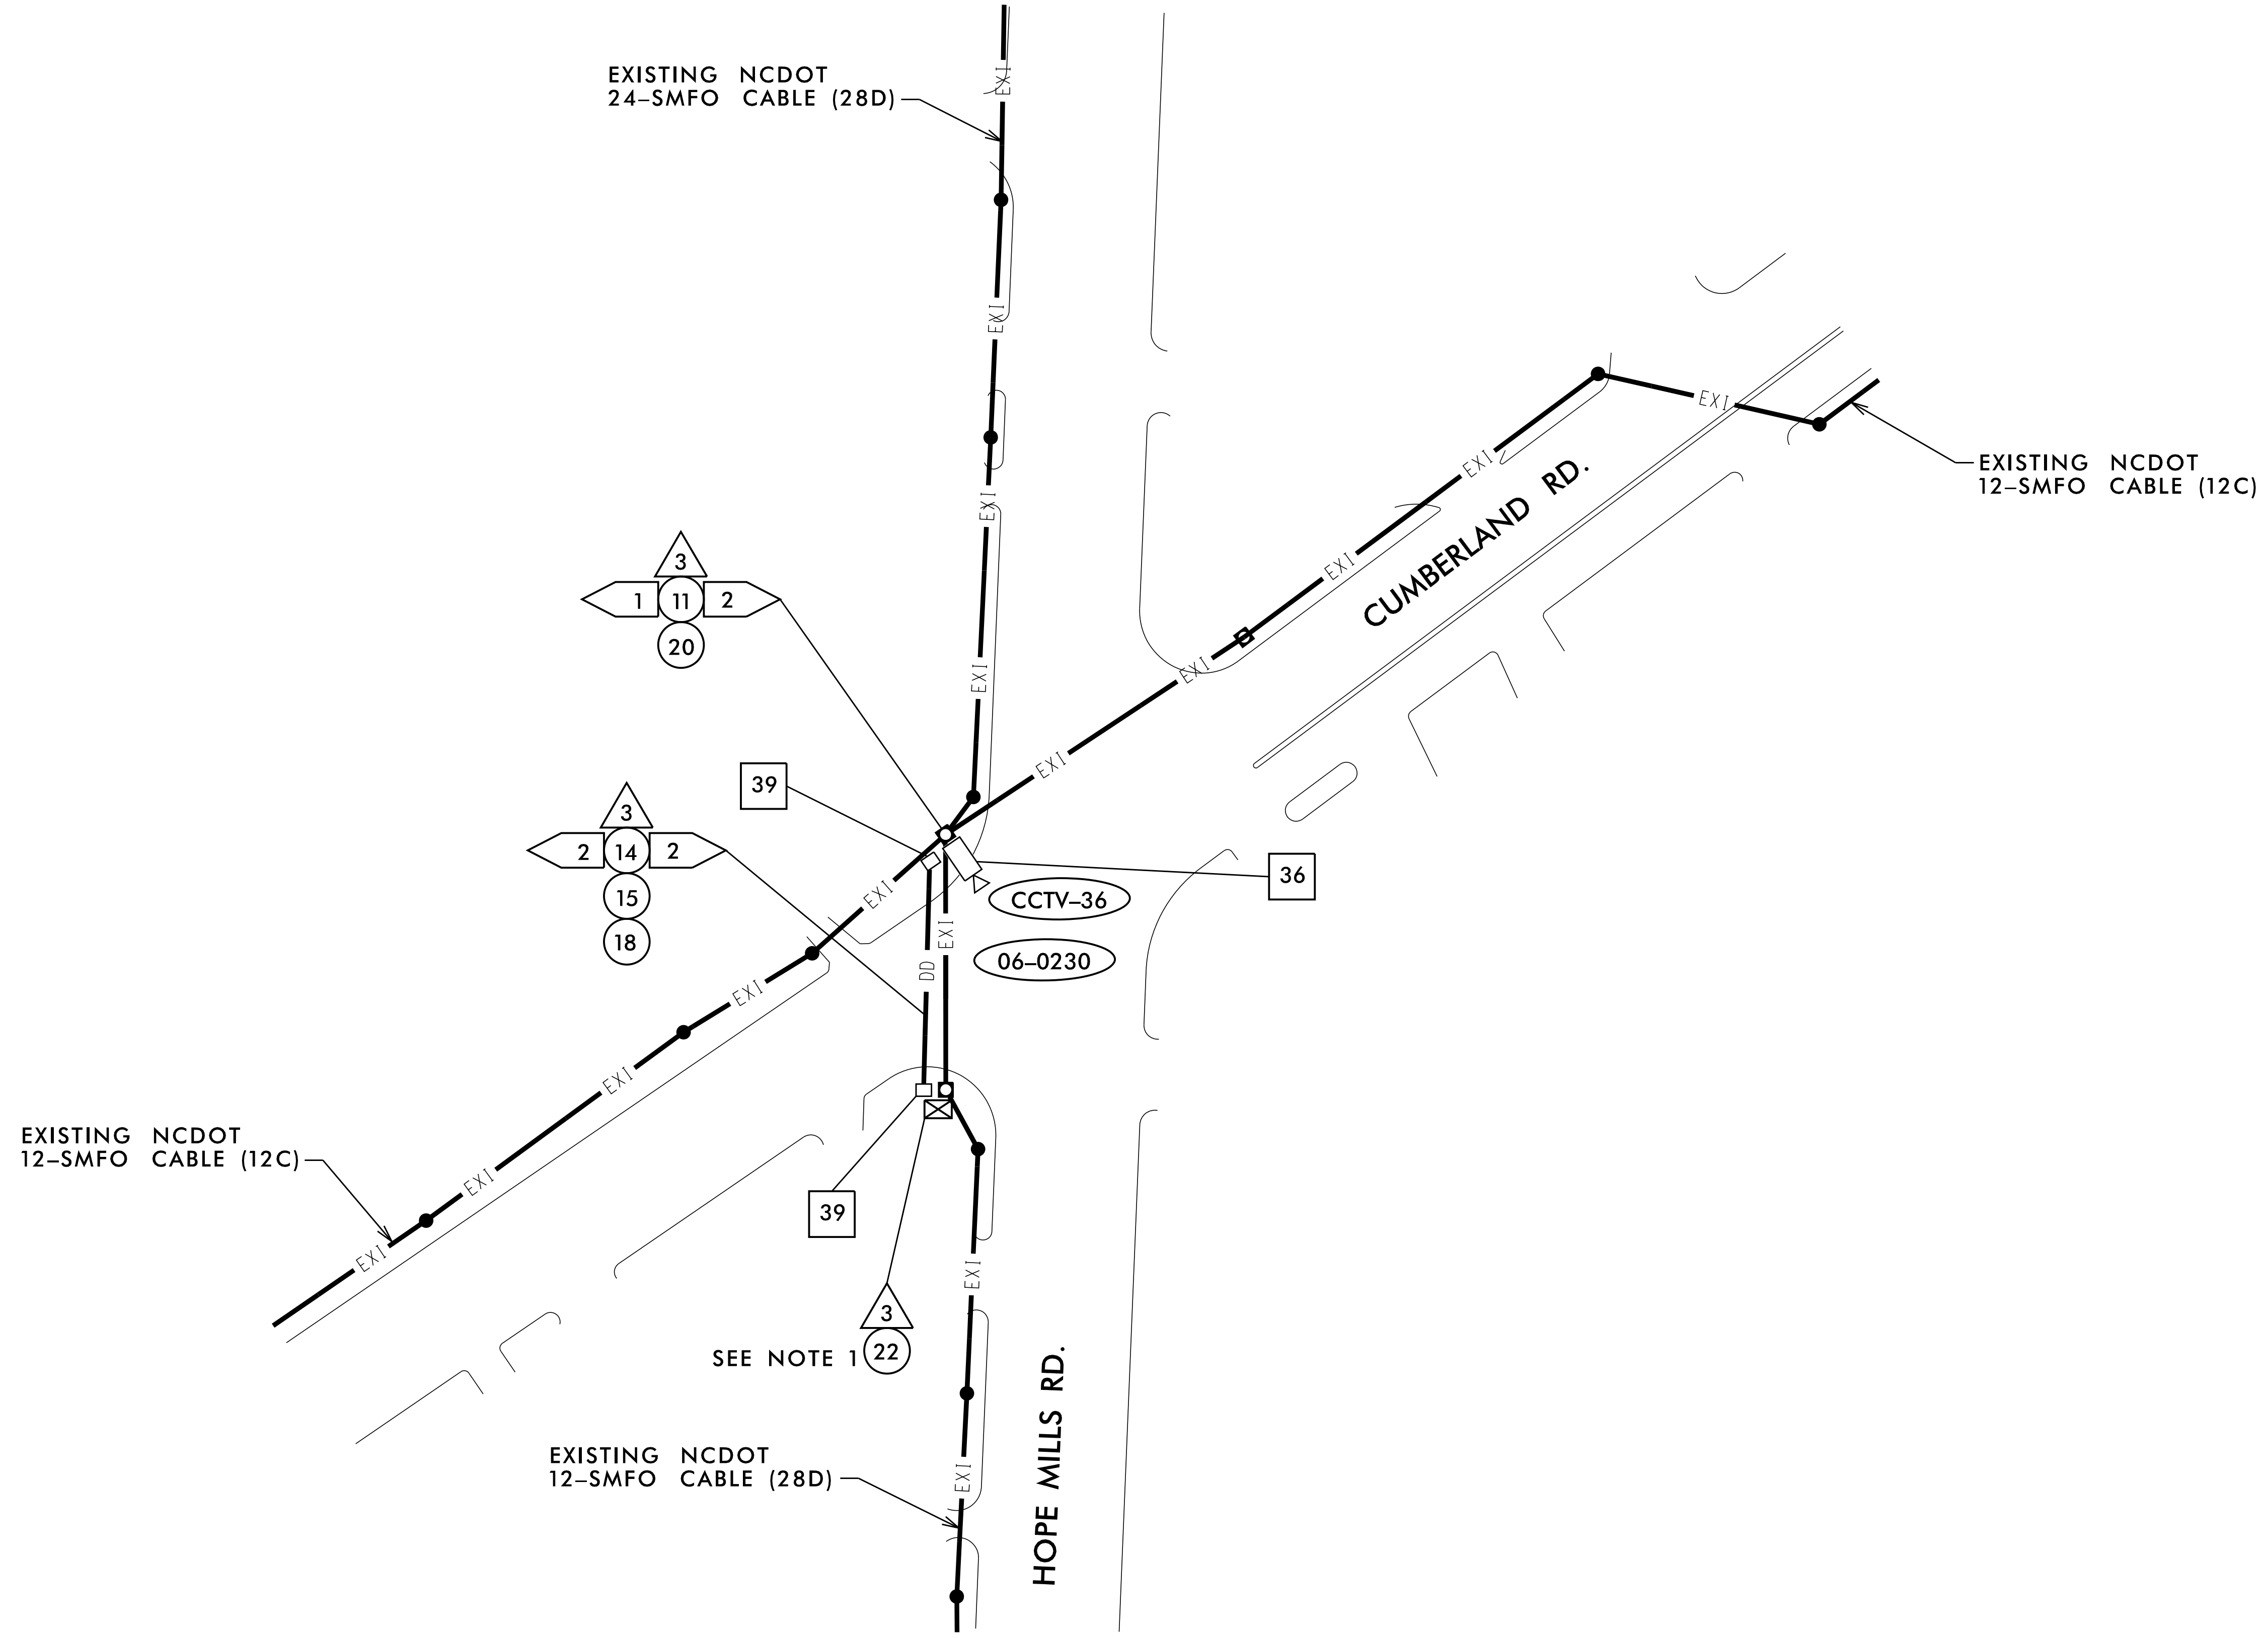 EXISTING NCDOT
24–SMFO CABLE (28D)
EXI
EXI
EXI
EXI
EXISTING NCDOT
12–SMFO CABLE (12C)
EXI
EXI
EXI
EXI
EXI
CUMBERLAND RD.
3
1 11 2
20
39
3
2 14 2
15
18
36
CCTV–36
06–0230
EXI
EXI
DD
EXI
EXI
EXI
EXI
EXISTING NCDOT
12–SMFO CABLE (12C)
39
3
22
SEE NOTE 1
EXI
EXI
EXISTING NCDOT
12–SMFO CABLE (28D)
HOPE MILLS RD.